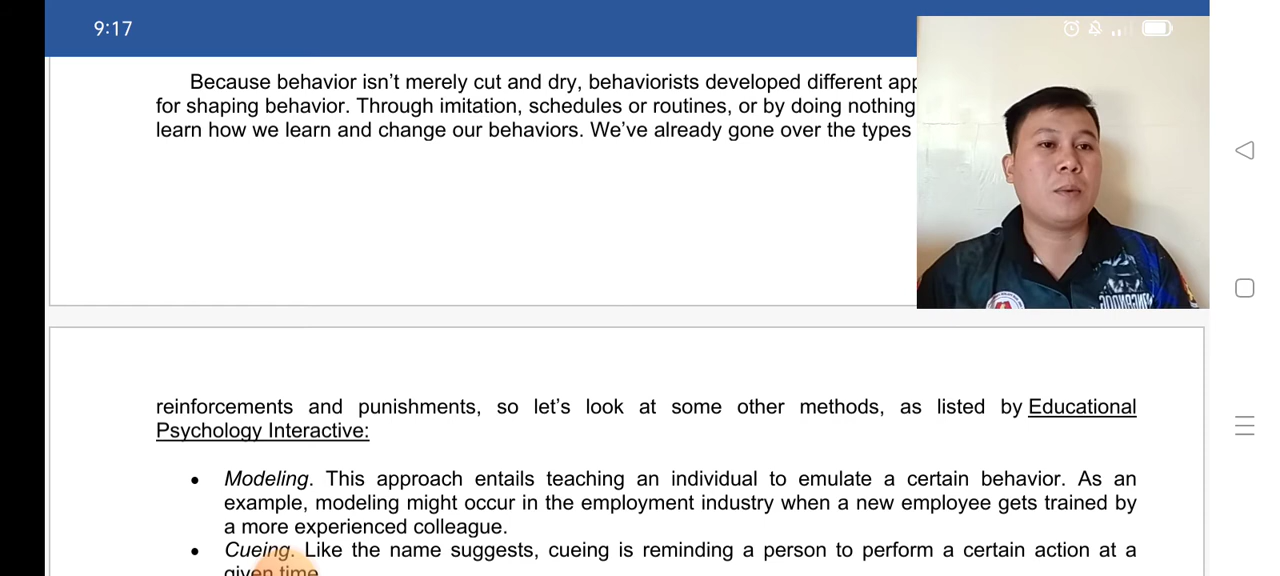 9:17
Because behavior isn't merely cut and dry, behaviorists developed different app
for shaping behavior. Through imitation, schedules or routines, or by doing nothing
learn how we learn and change our behaviors. We've already gone over the types
reinforcements and punishments, so let's look at some other methods, as listed by Educational
Psychology Interactive:
• Modeling. This approach entails teaching an individual to emulate a certain behavior. As an
example, modeling might occur in the employment industry when a new employee gets trained by
a more experienced colleague.
• Cueing. Like the name suggests, cueing is reminding a person to perform a certain action at a
given time